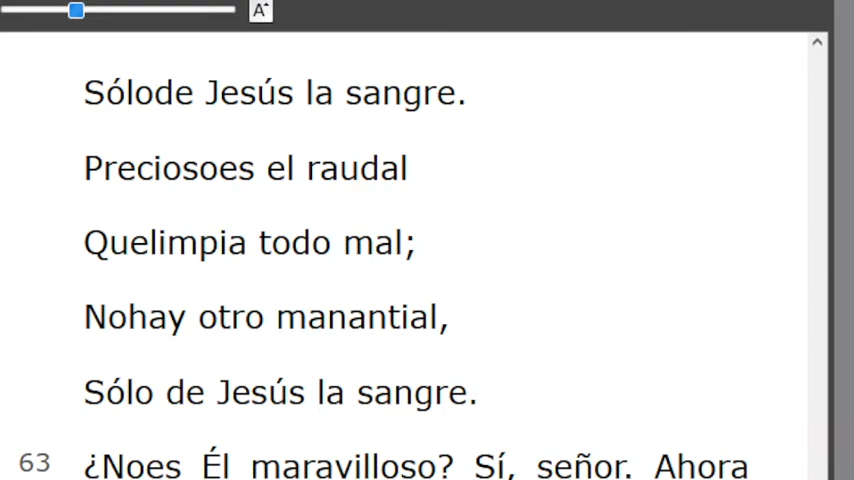 A
Sólode Jesús la sangre.
Preciosoes el raudal
Quelimpia todo mal;
Nohay otro manantial,
Sólo de Jesús la sangre.
63 ¿Noes Él maravilloso? Sí, señor. Ahora